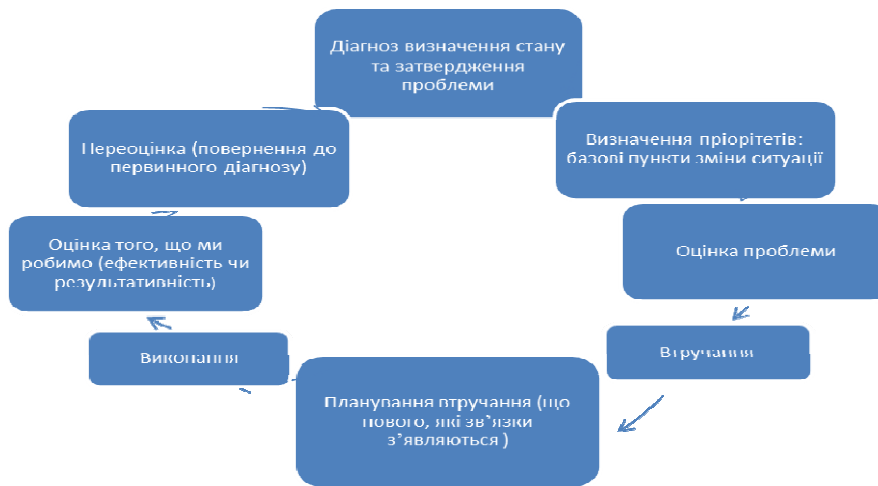 Діагноз визначення стану
та затвердження
проблеми
Визначення пріоритетів:
базові пункти зміни ситуації
Оцінка проблеми
Втручання
Планування втручання (що
нового, які зв’язки
з’являються )
Виконання
Оцінка того, що ми
робимо (ефективність чи
результативність)
Переоцінка (повернення до
первинного діагнозу)